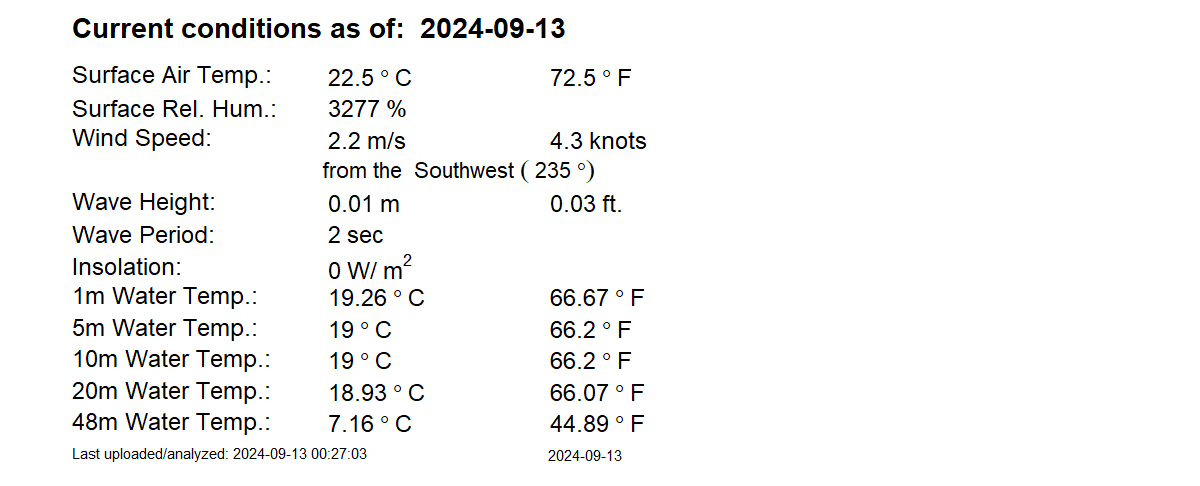 Current conditions as of: 2024-09-13
Surface Air Temp.: 22.5 ° C 72.5 ° F
Surface Rel. Hum.: 3277 %
Wind Speed: 2.2 m/s 4.3 knots
from the Southwest ( 235 °)
Wave Height: 0.01 m 0.03 ft.
Wave Period: 2 sec
Insolation: 0 W/ m²
1m Water Temp.: 19.26 ° C 66.67 ° F
5m Water Temp.: 19 ° C 66.2 ° F
10m Water Temp.: 19 ° C 66.2 ° F
20m Water Temp.: 18.93 ° C 66.07 ° F
48m Water Temp.: 7.16 ° C 44.89 ° F
Last uploaded/analyzed: 2024-09-13 00:27:03 2024-09-13